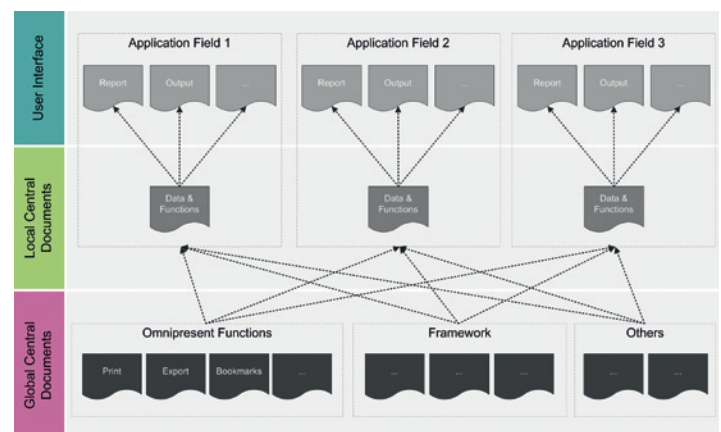 User Interface
Application Field 1
Application Field 2
Application Field 3
Report
Output
...
Report
Output
...
Report
Output
...
Local Central
Documents
Data &
Functions
Data &
Functions
Data &
Functions
Global Central
Documents
Omnipresent Functions
Framework
Others
Print
Export
Bookmarks
...
...
...
...
...
...